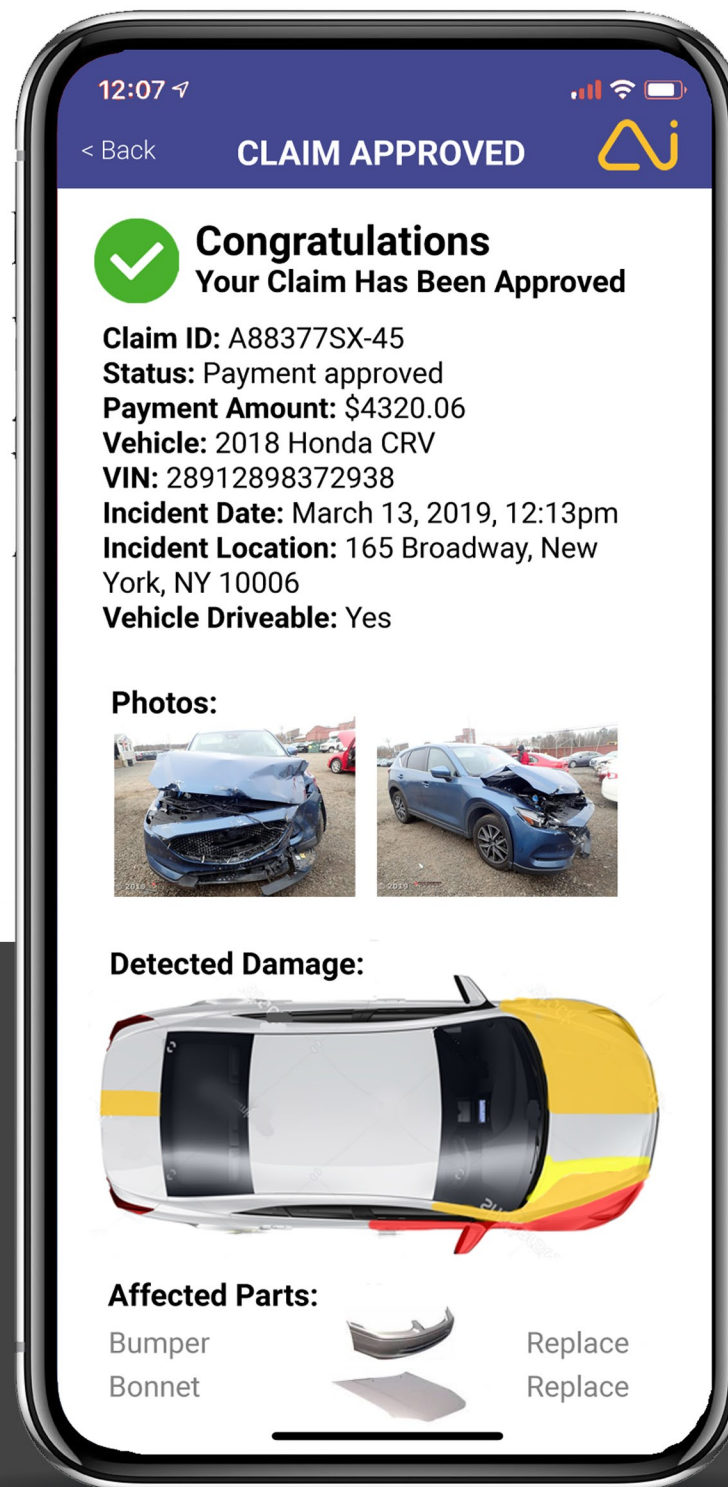 12:07
< Back
CLAIM APPROVED
Congratulations
Your Claim Has Been Approved
Claim ID: A88377SX-45
Status: Payment approved
Payment Amount: $4320.06
Vehicle: 2018 Honda CRV
VIN: 28912898372938
Incident Date: March 13, 2019, 12:13pm
Incident Location: 165 Broadway, New
York, NY 10006
Vehicle Driveable: Yes
Photos:
© 2019
© 2019
Detected Damage:
Affected Parts:
Bumper Replace
Bonnet Replace